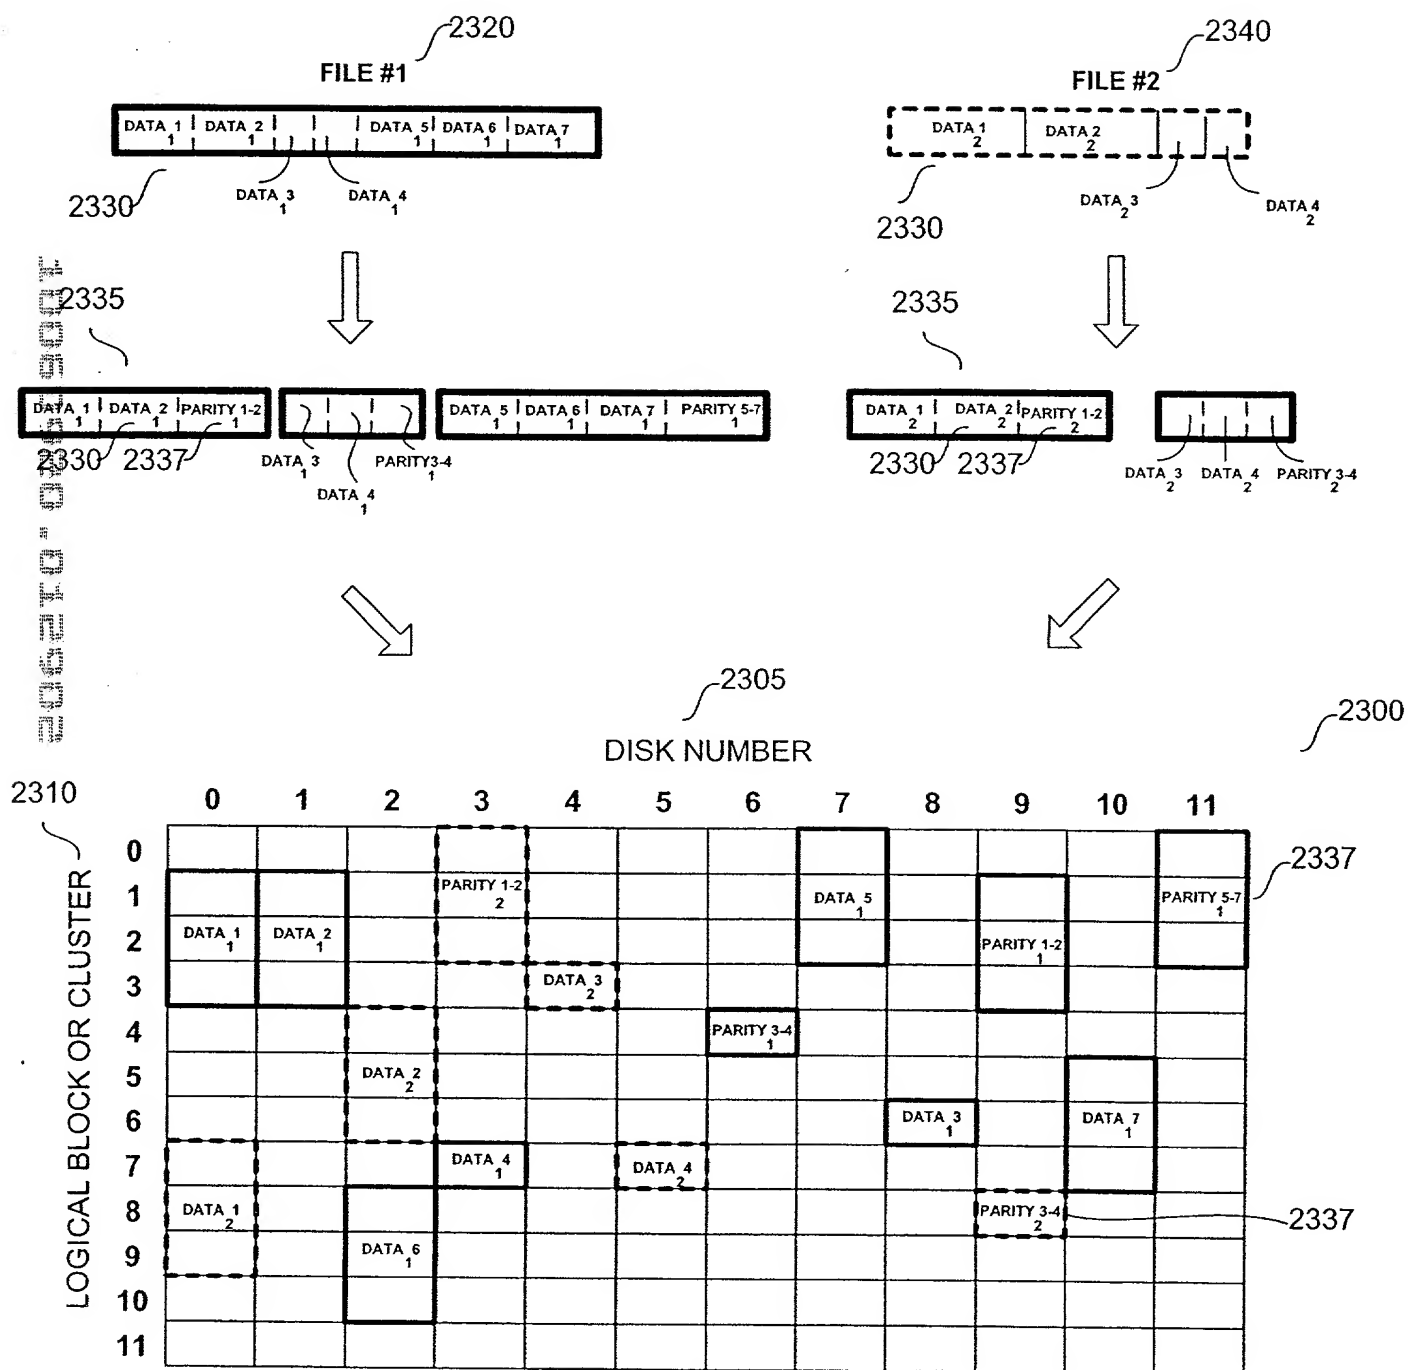 2320
2340
FILE #1
FILE #2
DATA 1 1 DATA 2 1 DATA 5 1 DATA 6 1 DATA 7 1
DATA 1 2 DATA 2 2
2330
DATA 3 1
DATA 4 1
2330
DATA 3 2
DATA 4 2
2335
2335
DATA 1 1 DATA 2 1 PARITY 1-2 1
DATA 5 1 DATA 6 1 DATA 7 1 PARITY 5-7 1
DATA 1 2 DATA 2 2 PARITY 1-2 2
2330 2337
DATA 3 1
DATA 4 1
PARITY3-4 1
2330 2337
DATA 3 2
DATA 4 2
PARITY 3-4 2
2305
2300
DISK NUMBER
2310
0 1 2 3 4 5 6 7 8 9 10 11
LOGICAL BLOCK OR CLUSTER
0
2337
1 PARITY 1-2 2 DATA 5 1 PARITY 5-7 1
2 DATA 1 1 DATA 2 1 PARITY 1-2 1
3 DATA 3 2
4 PARITY 3-4 1
5 DATA 2 2
6 DATA 3 1 DATA 7 1
7 DATA 4 1 DATA 4 2
8 DATA 1 2 PARITY 3-4 2 2337
9 DATA 6 1
10
11